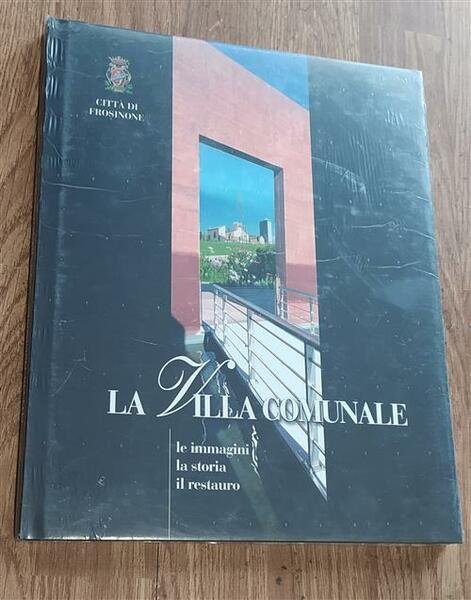 CITTÀ DI
FROSINONE
LA VILLA COMUNALE
le immagini
la storia
il restauro